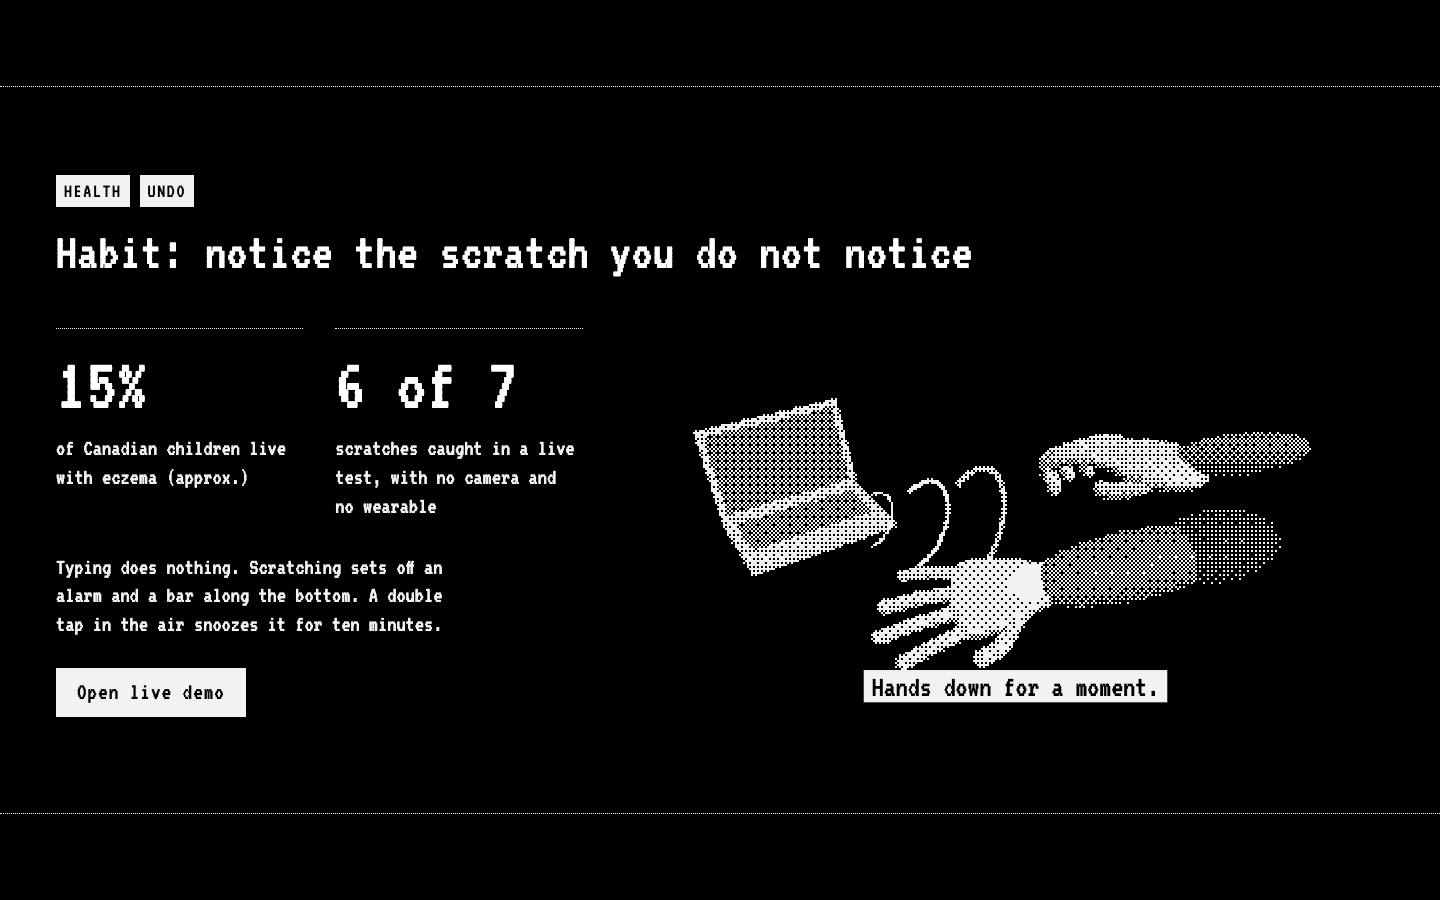 HEALTH UNDO
Habit: notice the scratch you do not notice
15%
of Canadian children live
with eczema (approx.)
6 of 7
scratches caught in a live
test, with no camera and
no wearable
Typing does nothing. Scratching sets off an
alarm and a bar along the bottom. A double
tap in the air snoozes it for ten minutes.
Open live demo
Hands down for a moment.